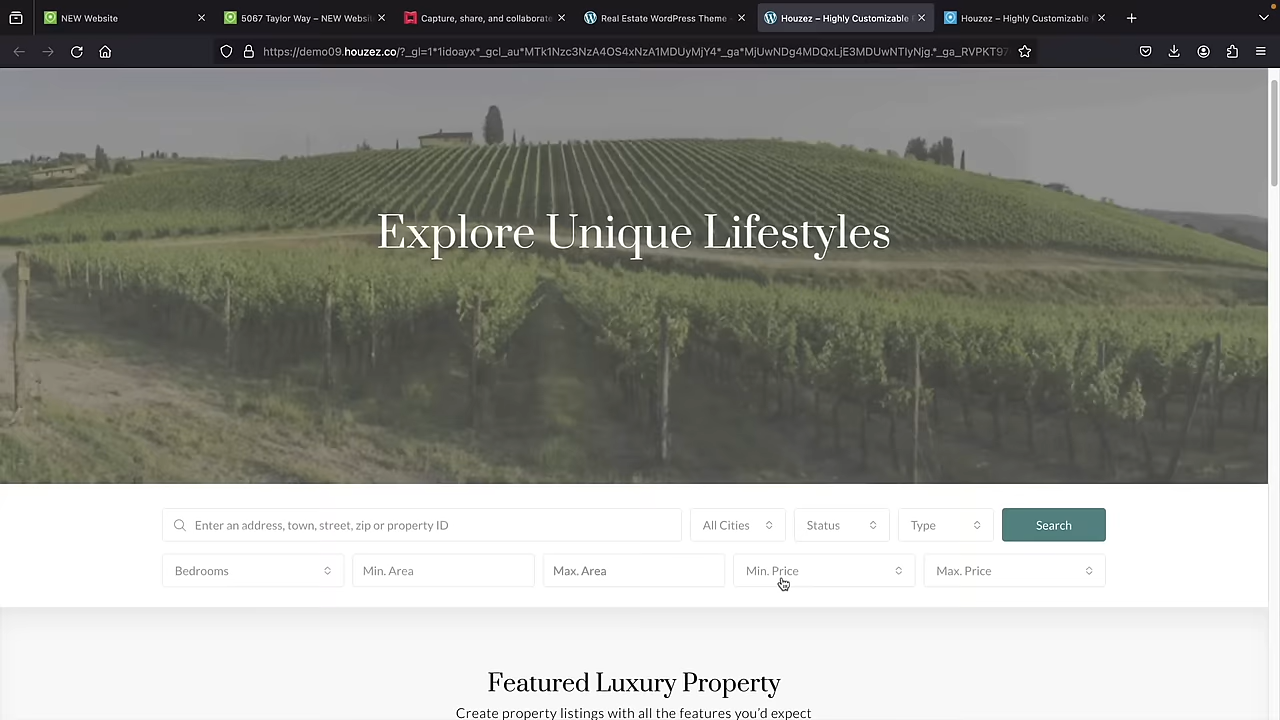 NEW Website
5067 Taylor Way – NEW Websit
Capture, share, and collaborate
Real Estate WordPress Theme -
Houzez – Highly Customizable
Houzez – Highly Customizable
https://demo09.houzez.co/?_gl=1*1idoayx*_gcl_au*MTk1Nzc3NzA4OS4xNzA1MDUyMjY4*_ga*MjUwNDg4MDQxLjE3MDUwNTIyNjg.*_ga_RVPKT97
Explore Unique Lifestyles
Enter an address, town, street, zip or property ID
All Cities
Status
Type
Search
Bedrooms
Min. Area
Max. Area
Min. Price
Max. Price
Featured Luxury Property
Create property listings with all the features you'd expect